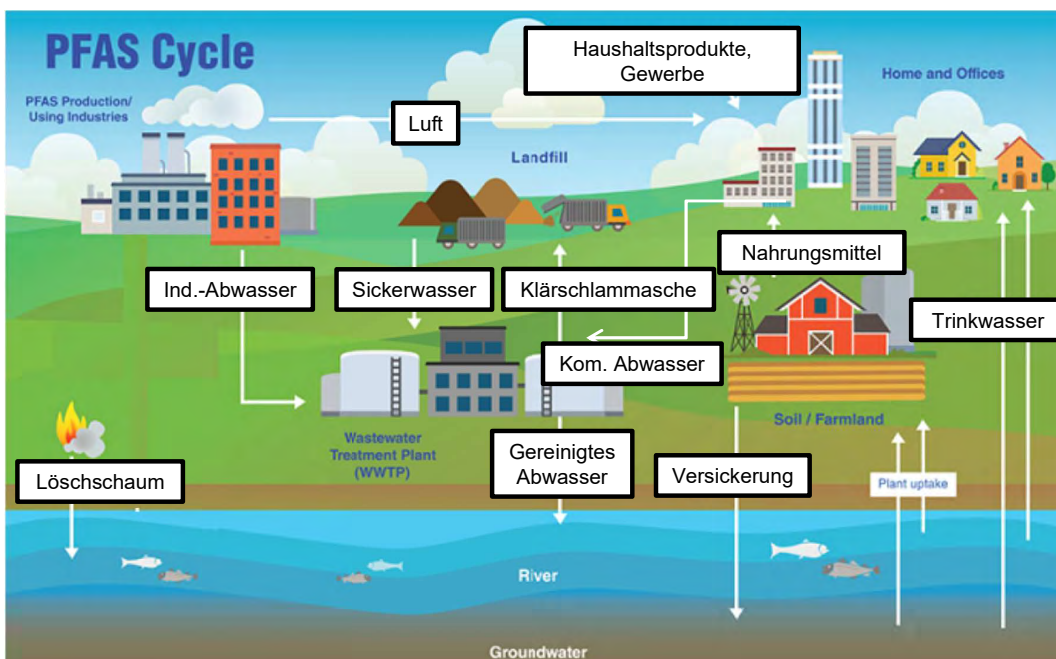 PFAS Cycle
Haushaltsprodukte,
Gewerbe
Home and Offices
PFAS Production/
Using Industries
Luft
Landfill
Nahrungsmittel
Ind.-Abwasser
Sickerwasser
Klärschlammasche
Trinkwasser
Kom. Abwasser
Soil / Farmland
Wastewater
Treatment Plant
(WWTP)
Gereinigtes
Abwasser
Löschschaum
Versickerung
Plant uptake
River
Groundwater